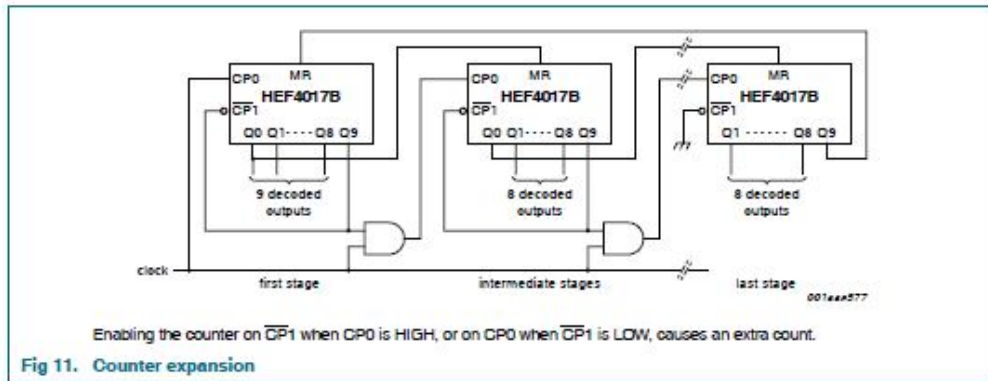 CP0 MR
HEF4017B
CP1
Q0 Q1 - - - - Q8 Q9
9 decoded
outputs
CP0 MR
HEF4017B
CP1
Q0 Q1 - - - - Q8 Q9
8 decoded
outputs
CP0 MR
HEF4017B
CP1
Q1 - - - - - - Q8 Q9
8 decoded
outputs
clock
first stage
intermediate stages
last stage
001aah577
Enabling the counter on CP1 when CP0 is HIGH, or on CP0 when CP1 is LOW, causes an extra count.
Fig 11. Counter expansion